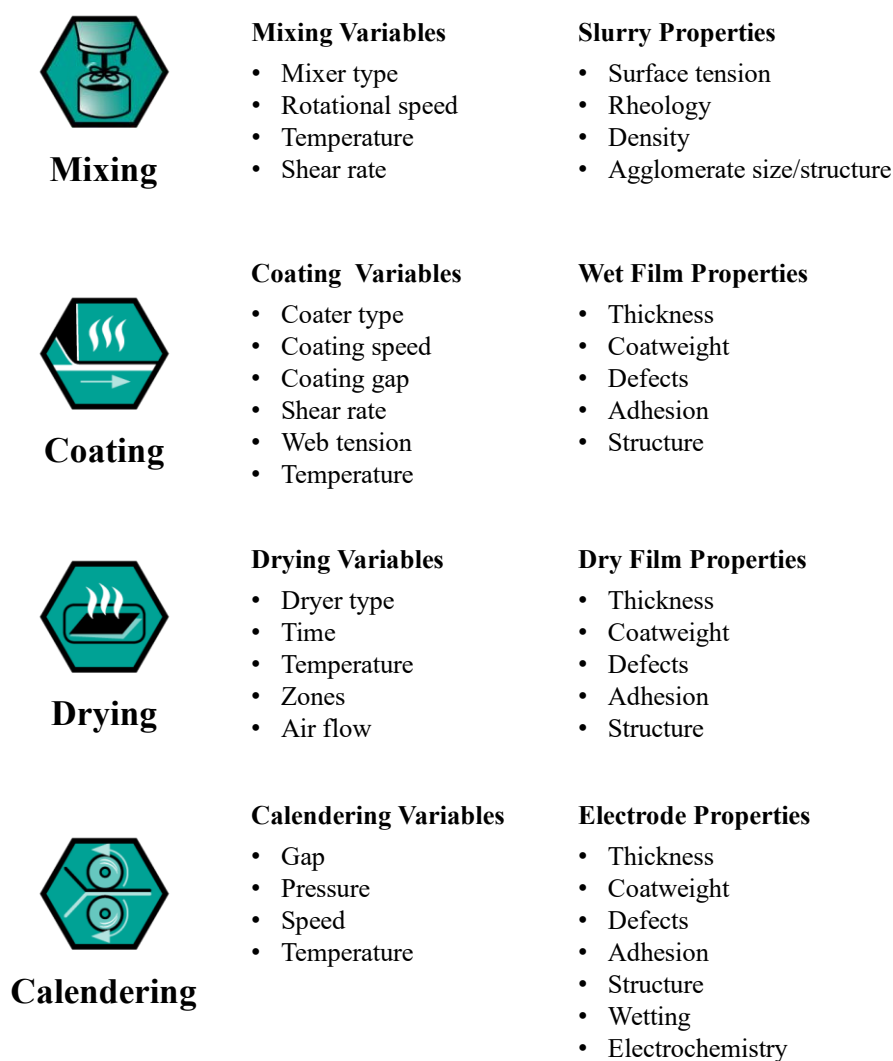 Mixing
Mixing Variables
• Mixer type
• Rotational speed
• Temperature
• Shear rate
Slurry Properties
• Surface tension
• Rheology
• Density
• Agglomerate size/structure
Coating
Coating  Variables
• Coater type
• Coating speed
• Coating gap
• Shear rate
• Web tension
• Temperature
Wet Film Properties
• Thickness
• Coatweight
• Defects
• Adhesion
• Structure
Drying
Drying Variables
• Dryer type
• Time
• Temperature
• Zones
• Air flow
Dry Film Properties
• Thickness
• Coatweight
• Defects
• Adhesion
• Structure
Calendering
Calendering Variables
• Gap
• Pressure
• Speed
• Temperature
Electrode Properties
• Thickness
• Coatweight
• Defects
• Adhesion
• Structure
• Wetting
• Electrochemistry